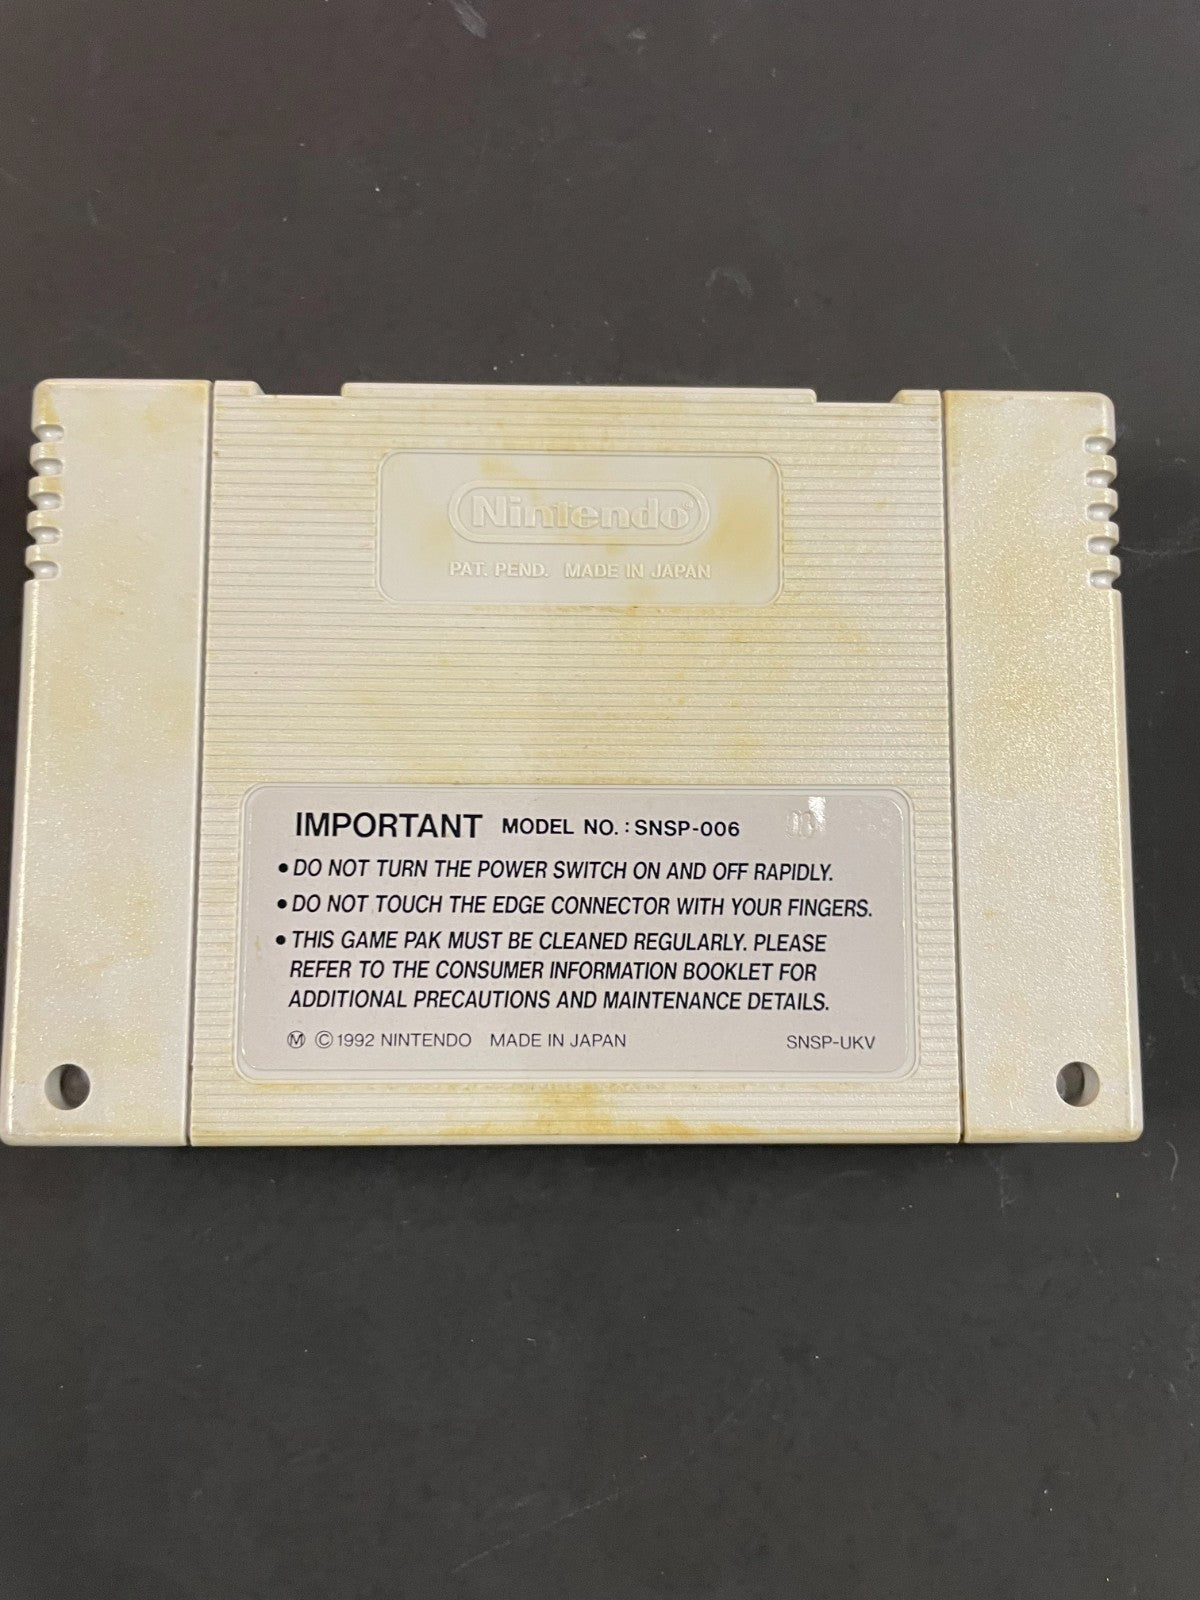 Nintendo®
PAT. PEND. MADE IN JAPAN
IMPORTANT MODEL NO. : SNSP-006
● DO NOT TURN THE POWER SWITCH ON AND OFF RAPIDLY.
● DO NOT TOUCH THE EDGE CONNECTOR WITH YOUR FINGERS.
● THIS GAME PAK MUST BE CLEANED REGULARLY. PLEASE
REFER TO THE CONSUMER INFORMATION BOOKLET FOR
ADDITIONAL PRECAUTIONS AND MAINTENANCE DETAILS.
Ⓜ © 1992 NINTENDO MADE IN JAPAN SNSP-UKV